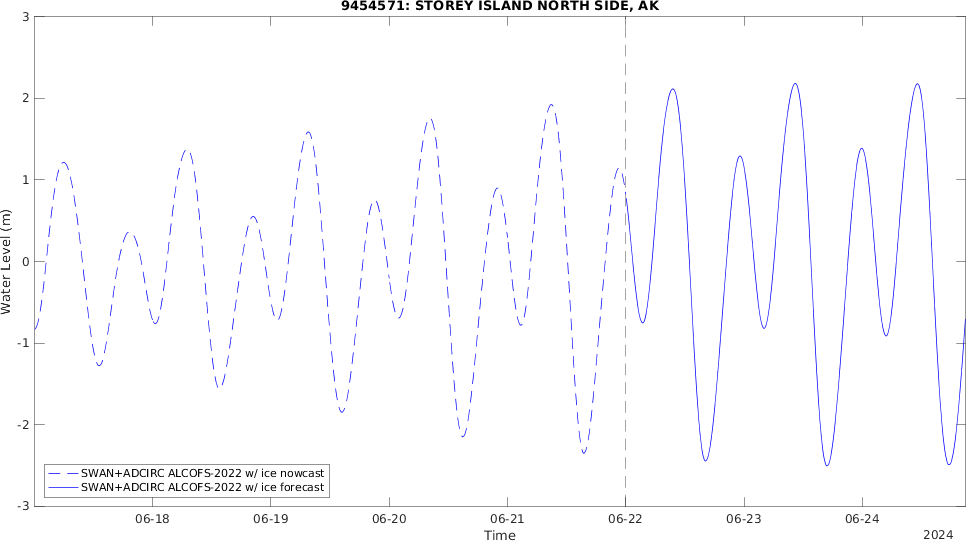 9454571: STOREY ISLAND NORTH SIDE, AK
3
2
1
0
-1
-2
-3
Water Level (m)
SWAN+ADCIRC ALCOFS-2022 w/ ice nowcast
SWAN+ADCIRC ALCOFS-2022 w/ ice forecast
06-18 06-19 06-20 06-21 06-22 06-23 06-24
Time
2024